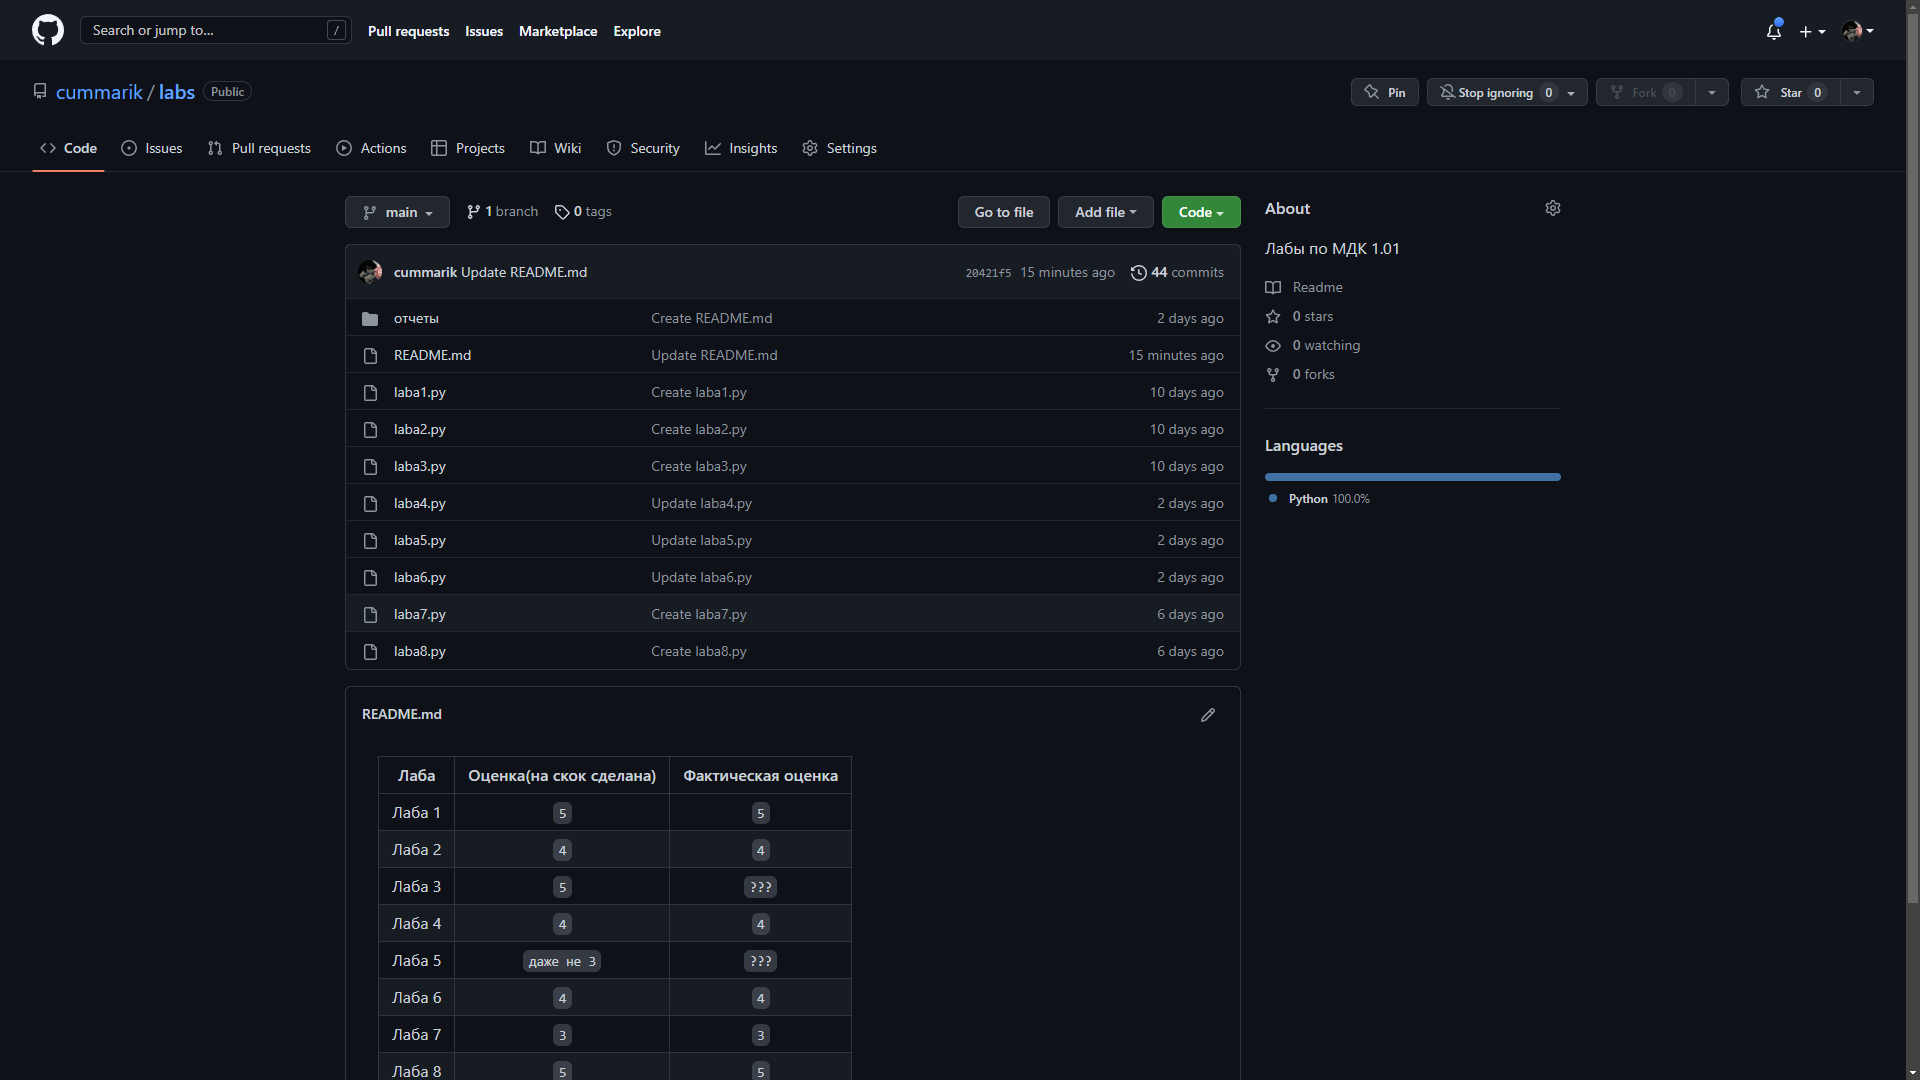 Search or jump to... /
Pull requests Issues Marketplace Explore
cummarik / labs Public
Pin Stop ignoring 0 Fork 0 Star 0
Code Issues Pull requests Actions Projects Wiki Security Insights Settings
main 1 branch 0 tags Go to file Add file Code
cummarik Update README.md 20421f5 15 minutes ago 44 commits
отчеты Create README.md 2 days ago
README.md Update README.md 15 minutes ago
laba1.py Create laba1.py 10 days ago
laba2.py Create laba2.py 10 days ago
laba3.py Create laba3.py 10 days ago
laba4.py Update laba4.py 2 days ago
laba5.py Update laba5.py 2 days ago
laba6.py Update laba6.py 2 days ago
laba7.py Create laba7.py 6 days ago
laba8.py Create laba8.py 6 days ago
README.md
Лаба Оценка(на скок сделана) Фактическая оценка
Лаба 1 5 5
Лаба 2 4 4
Лаба 3 5 ???
Лаба 4 4 4
Лаба 5 даже не 3 ???
Лаба 6 4 4
Лаба 7 3 3
Лаба 8 5 5
About
Лабы по МДК 1.01
Readme
0 stars
0 watching
0 forks
Languages
Python 100.0%